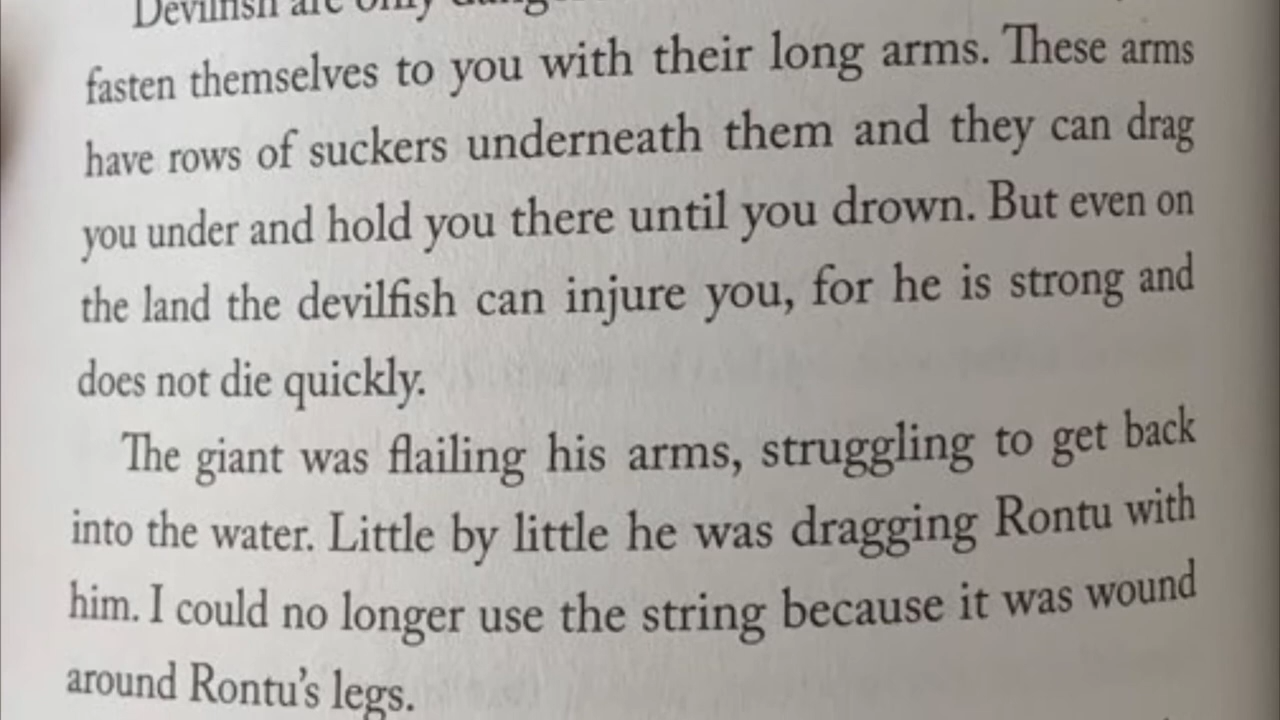 Devilfish are only
fasten themselves to you with their long arms. These arms
have rows of suckers underneath them and they can drag
you under and hold you there until you drown. But even on
the land the devilfish can injure you, for he is strong and
does not die quickly.
The giant was flailing his arms, struggling to get back
into the water. Little by little he was dragging Rontu with
him. I could no longer use the string because it was wound
around Rontu's legs.